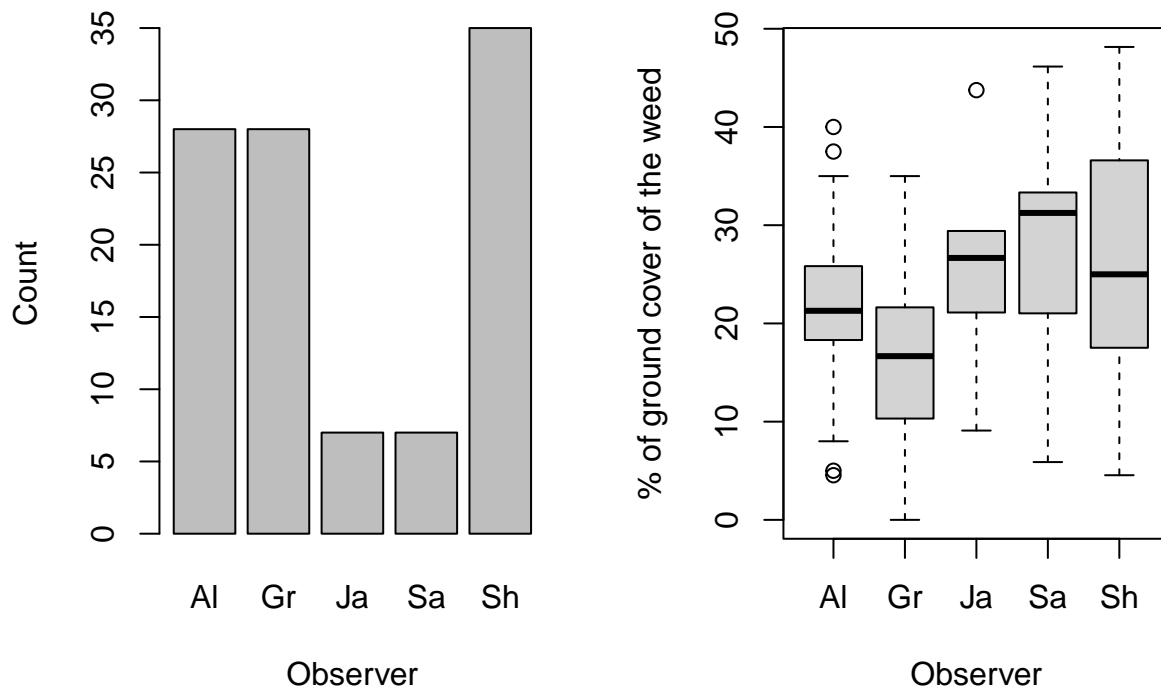 Count
35
30
25
20
15
10
5
0
Al
Gr
Ja
Sa
Sh
Observer
% of ground cover of the weed
50
40
30
20
10
0
Al
Gr
Ja
Sa
Sh
Observer